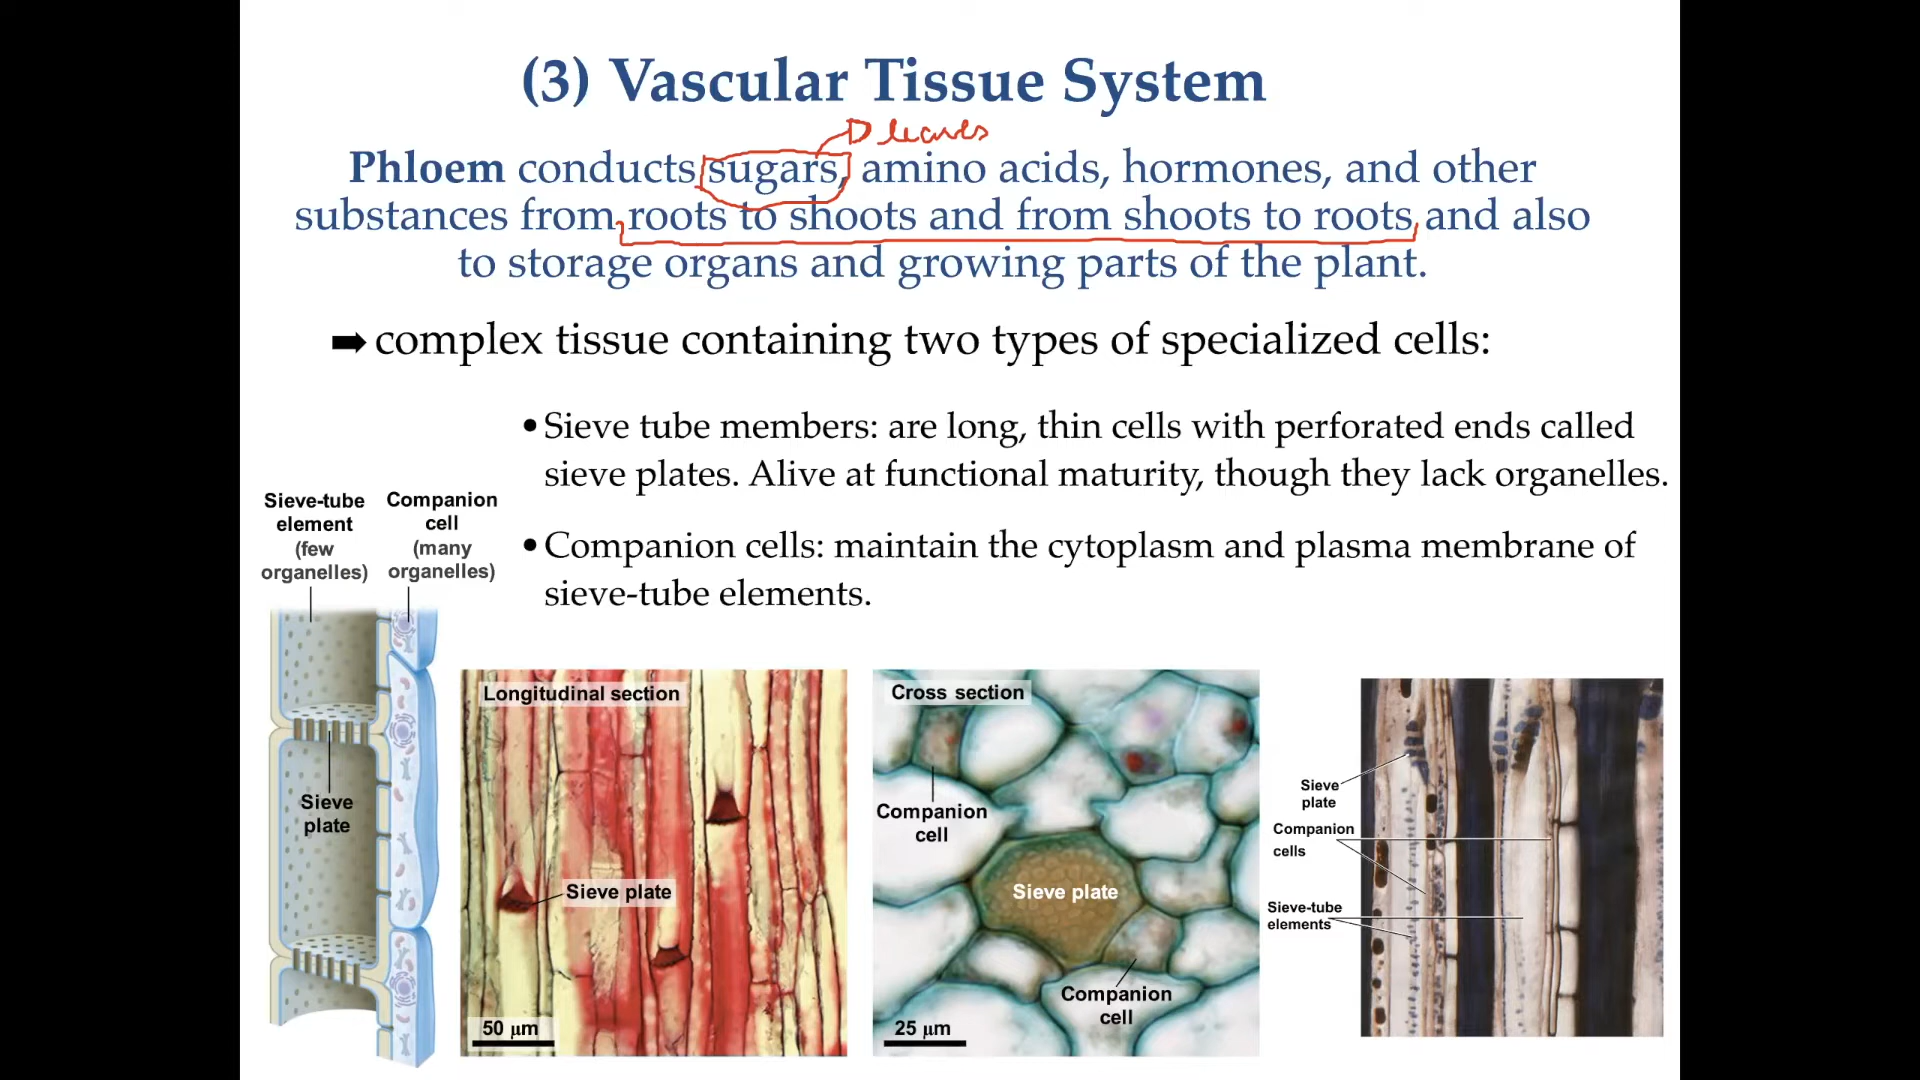 (3) Vascular Tissue System
leaves
Phloem conducts sugars, amino acids, hormones, and other
substances from roots to shoots and from shoots to roots, and also
to storage organs and growing parts of the plant.
➡ complex tissue containing two types of specialized cells:
•Sieve tube members: are long, thin cells with perforated ends called
sieve plates. Alive at functional maturity, though they lack organelles.
•Companion cells: maintain the cytoplasm and plasma membrane of
sieve-tube elements.
Sieve-tube
element
(few
organelles)
Companion
cell
(many
organelles)
Sieve
plate
Longitudinal section
Sieve plate
50 µm
Cross section
Companion
cell
Sieve plate
Companion
cell
25 µm
Sieve
plate
Companion
cells
Sieve-tube
elements